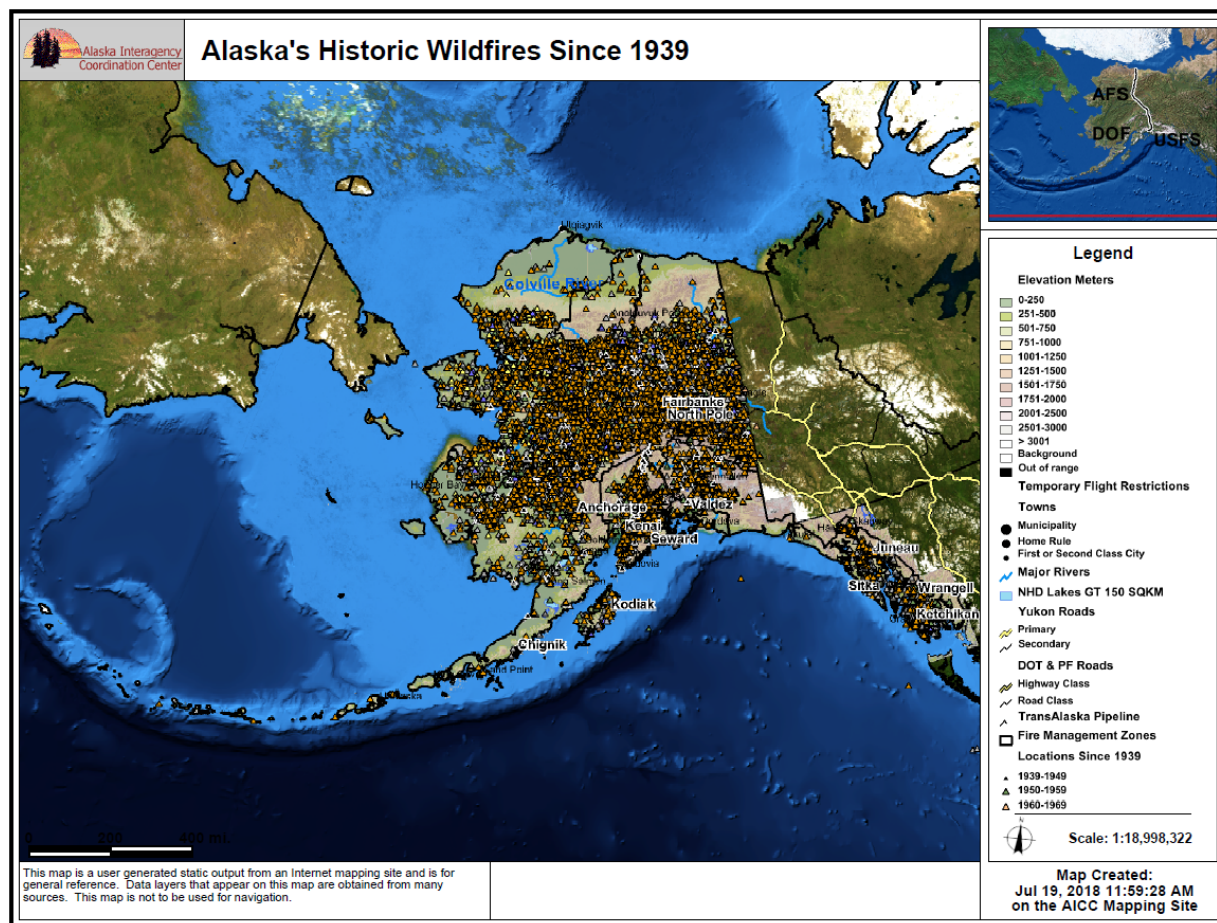 Alaska Interagency
Coordination Center
Alaska's Historic Wildfires Since 1939
AFS
DOF
USFS
Utqiagvik
Colville River
Fairbanks
North Pole
Anchorage
Valdez
Kenai
Seward
Juneau
Sitka
Wrangell
Ketchikan
Kodiak
Chignik
0 200 400 mi.
Legend
Elevation Meters
0-250
251-500
501-750
751-1000
1001-1250
1251-1500
1501-1750
1751-2000
2001-2500
2501-3000
> 3001
Background
Out of range
Temporary Flight Restrictions
Towns
Municipality
Home Rule
First or Second Class City
Major Rivers
NHD Lakes GT 150 SQKM
Yukon Roads
Primary
Secondary
DOT & PF Roads
Highway Class
Road Class
TransAlaska Pipeline
Fire Management Zones
Locations Since 1939
1939-1949
1950-1959
1960-1969
N
Scale: 1:18,998,322
This map is a user generated static output from an Internet mapping site and is for
general reference. Data layers that appear on this map are obtained from many
sources. This map is not to be used for navigation.
Map Created:
Jul 19, 2018 11:59:28 AM
on the AICC Mapping Site